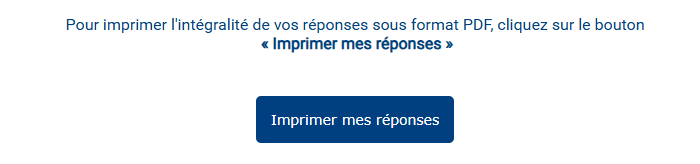 Pour imprimer l'intégralité de vos réponses sous format PDF, cliquez sur le bouton
« Imprimer mes réponses »
Imprimer mes réponses